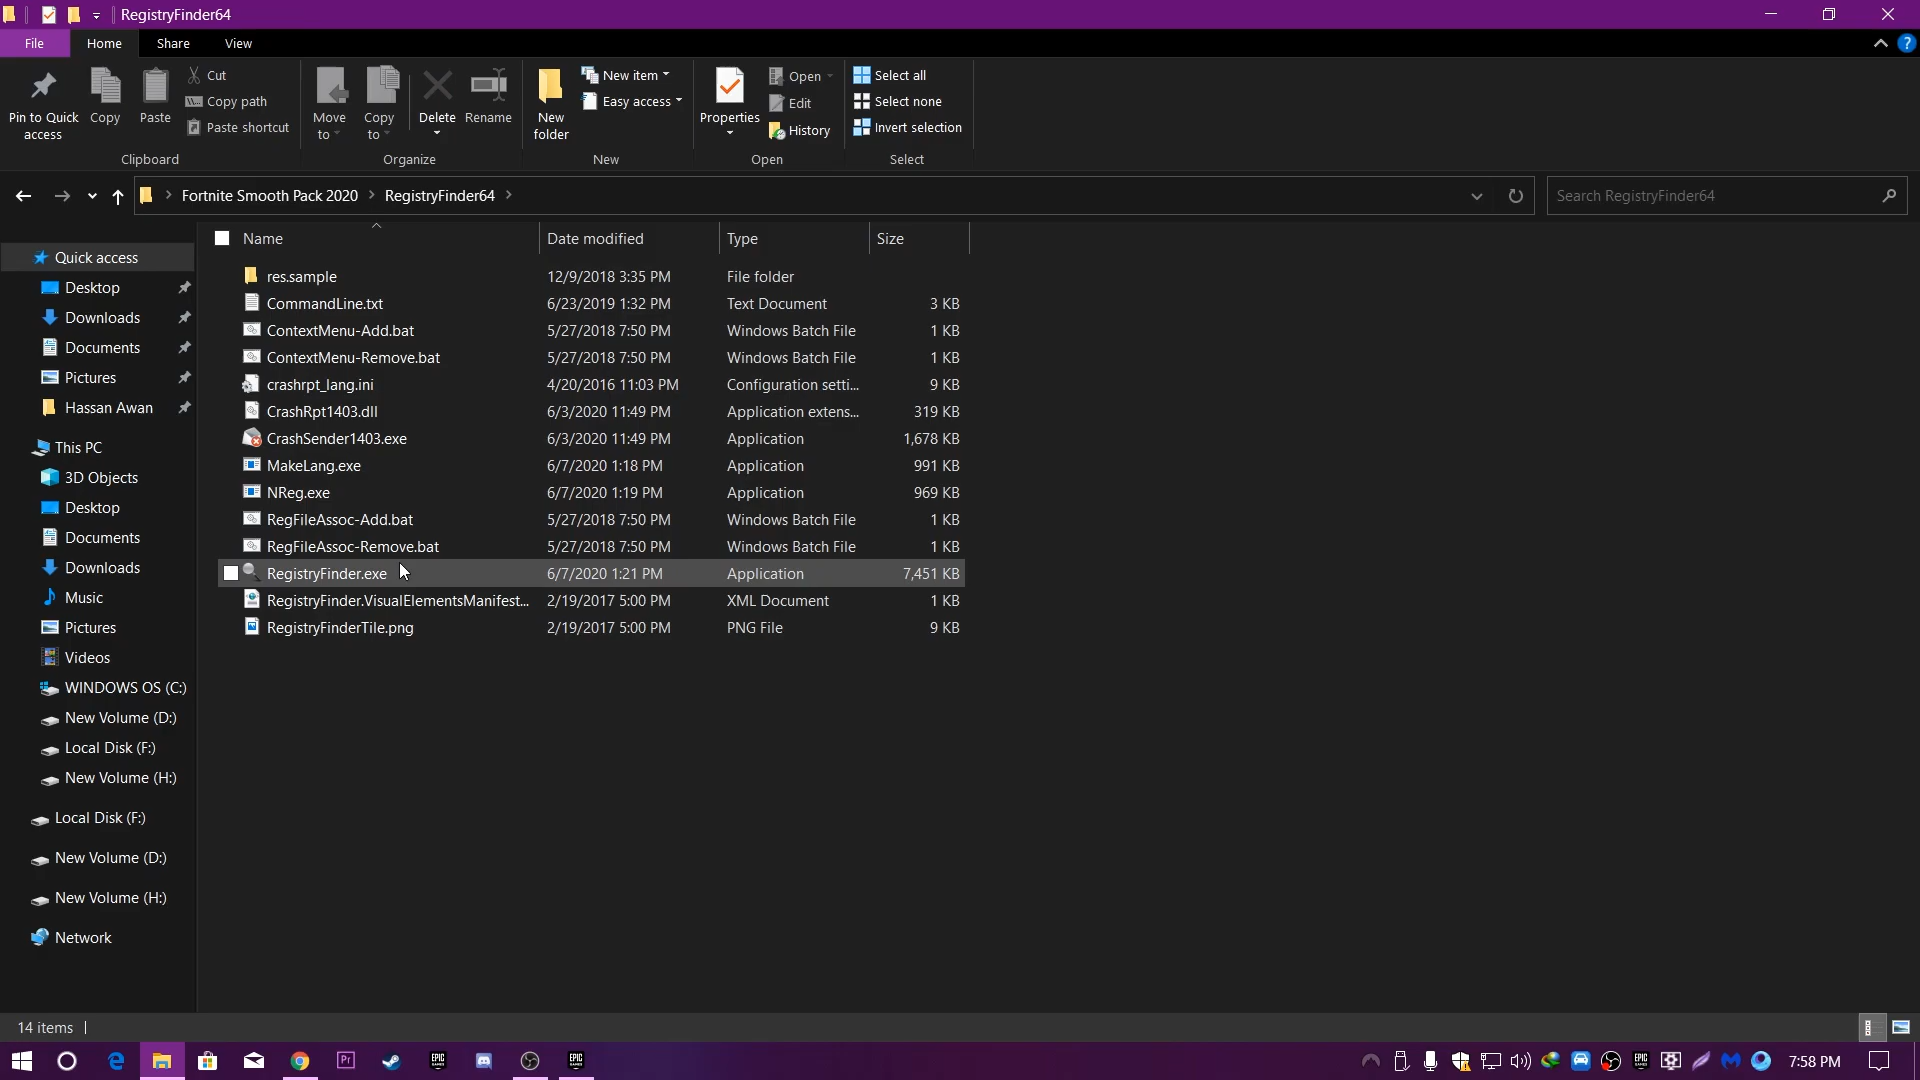 RegistryFinder64
File Home Share View
Pin to Quick access
Copy
Paste
Cut
Copy path
Paste shortcut
Move to
Copy to
Delete
Rename
New folder
New item
Easy access
Properties
Open
Edit
History
Select all
Select none
Invert selection
Clipboard Organize New Open Select
Fortnite Smooth Pack 2020 RegistryFinder64
Search RegistryFinder64
Name Date modified Type Size
res.sample 12/9/2018 3:35 PM File folder
CommandLine.txt 6/23/2019 1:32 PM Text Document 3 KB
ContextMenu-Add.bat 5/27/2018 7:50 PM Windows Batch File 1 KB
ContextMenu-Remove.bat 5/27/2018 7:50 PM Windows Batch File 1 KB
crashrpt_lang.ini 4/20/2016 11:03 PM Configuration setti... 9 KB
CrashRpt1403.dll 6/3/2020 11:49 PM Application extens... 319 KB
CrashSender1403.exe 6/3/2020 11:49 PM Application 1,678 KB
MakeLang.exe 6/7/2020 1:18 PM Application 991 KB
NReg.exe 6/7/2020 1:19 PM Application 969 KB
RegFileAssoc-Add.bat 5/27/2018 7:50 PM Windows Batch File 1 KB
RegFileAssoc-Remove.bat 5/27/2018 7:50 PM Windows Batch File 1 KB
RegistryFinder.exe 6/7/2020 1:21 PM Application 7,451 KB
RegistryFinder.VisualElementsManifest... 2/19/2017 5:00 PM XML Document 1 KB
RegistryFinderTile.png 2/19/2017 5:00 PM PNG File 9 KB
Quick access
Desktop
Downloads
Documents
Pictures
Hassan Awan
This PC
3D Objects
Desktop
Documents
Downloads
Music
Pictures
Videos
WINDOWS OS (C:)
New Volume (D:)
Local Disk (F:)
New Volume (H:)
Local Disk (F:)
New Volume (D:)
New Volume (H:)
Network
14 items
7:58 PM